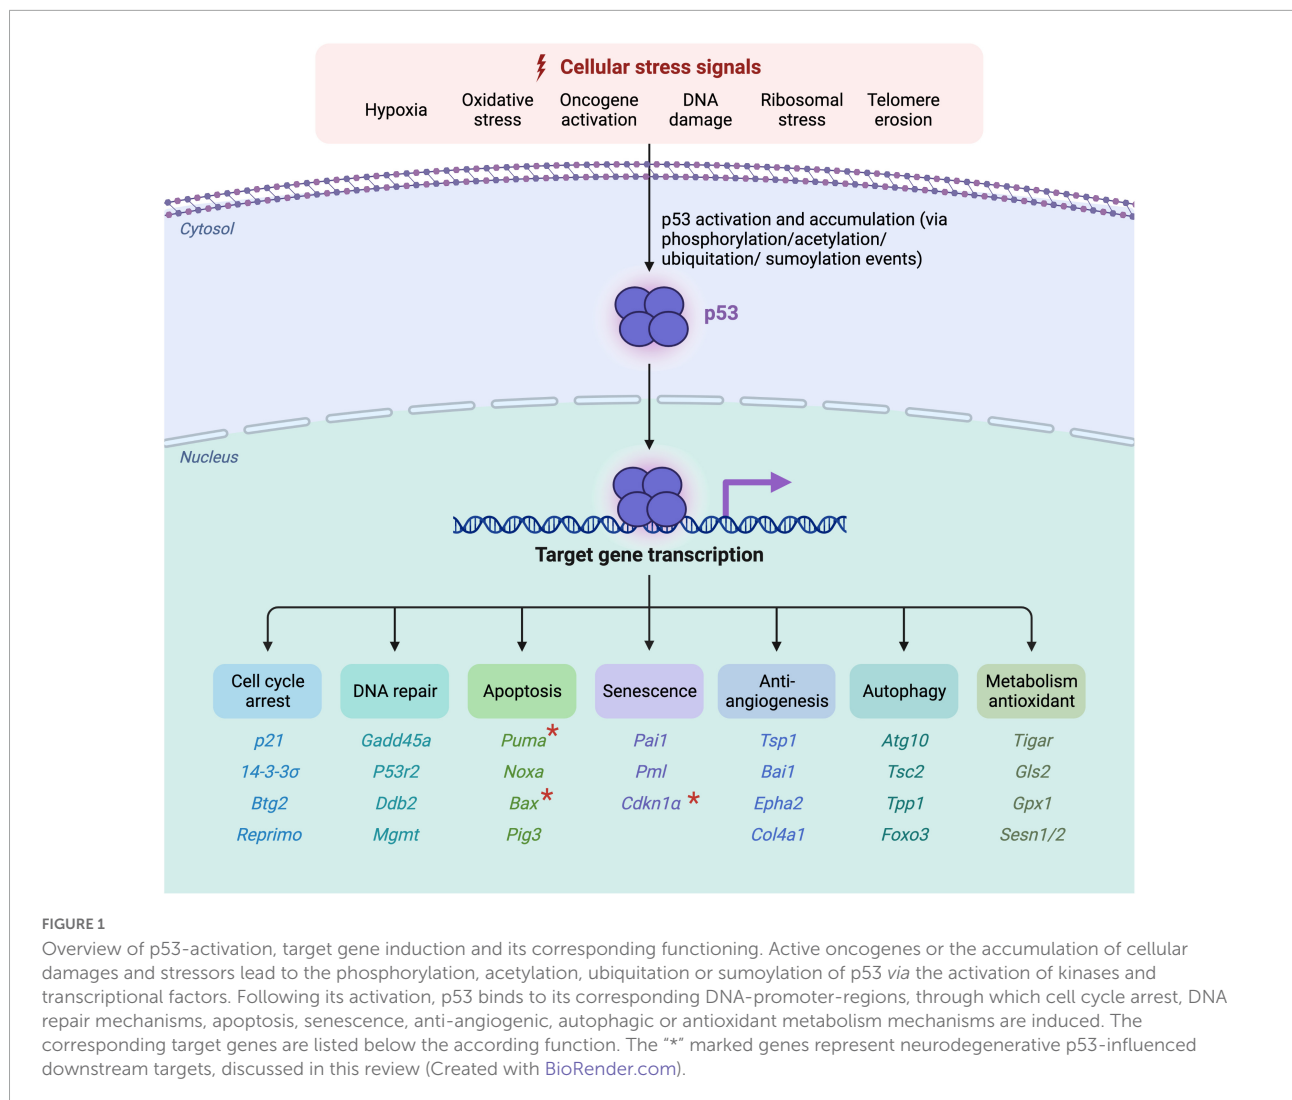 Cellular stress signals
Hypoxia
Oxidative
stress
Oncogene
activation
DNA
damage
Ribosomal
stress
Telomere
erosion
Cytosol
p53 activation and accumulation (via
phosphorylation/acetylation/
ubiquitation/ sumoylation events)
p53
Nucleus
Target gene transcription
Cell cycle
arrest
p21
14-3-3σ
Btg2
Reprimo
DNA repair
Gadd45a
P53r2
Ddb2
Mgmt
Apoptosis
Puma*
Noxa
Bax*
Pig3
Senescence
Pai1
Pml
Cdkn1α *
Anti-
angiogenesis
Tsp1
Bai1
Epha2
Col4a1
Autophagy
Atg10
Tsc2
Tpp1
Foxo3
Metabolism
antioxidant
Tigar
Gls2
Gpx1
Sesn1/2
FIGURE 1
Overview of p53-activation, target gene induction and its corresponding functioning. Active oncogenes or the accumulation of cellular
damages and stressors lead to the phosphorylation, acetylation, ubiquitation or sumoylation of p53 via the activation of kinases and
transcriptional factors. Following its activation, p53 binds to its corresponding DNA-promoter-regions, through which cell cycle arrest, DNA
repair mechanisms, apoptosis, senescence, anti-angiogenic, autophagic or antioxidant metabolism mechanisms are induced. The
corresponding target genes are listed below the according function. The “*” marked genes represent neurodegenerative p53-influenced
downstream targets, discussed in this review (Created with BioRender.com).